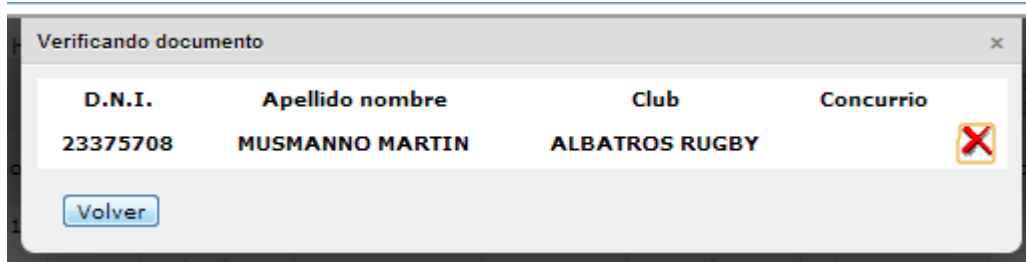 Verificando documento
D.N.I. Apellido nombre Club Concurrio
23375708 MUSMANNO MARTIN ALBATROS RUGBY
Volver